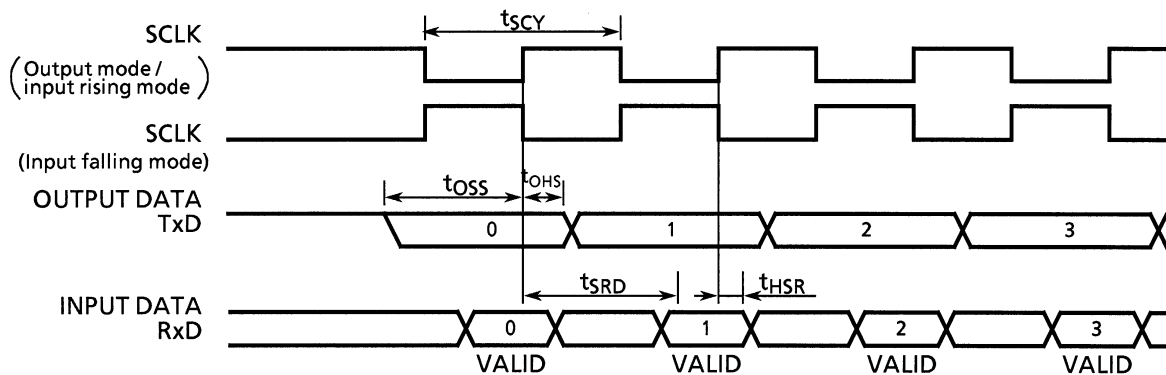 tSCY
SCLK
(Output mode /
input rising mode)
SCLK
(Input falling mode)
tOSS
tOHS
OUTPUT DATA
TxD
0
1
2
3
tSRD
tHSR
INPUT DATA
RxD
0
1
2
3
VALID
VALID
VALID
VALID